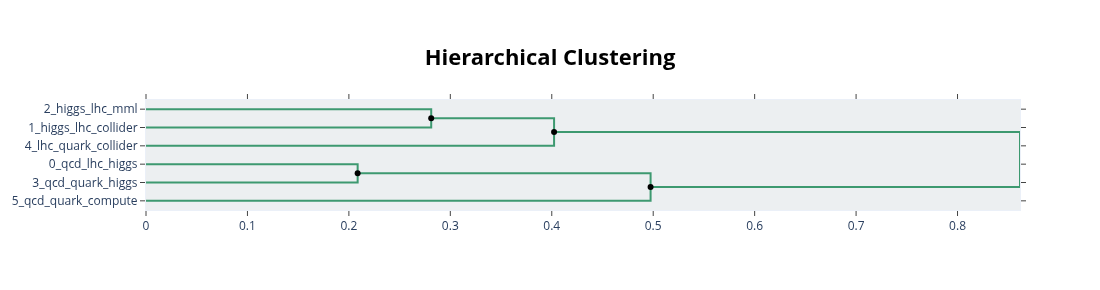 Hierarchical Clustering
2_higgs_lhc_mml
1_higgs_lhc_collider
4_lhc_quark_collider
0_qcd_lhc_higgs
3_qcd_quark_higgs
5_qcd_quark_compute
0 0.1 0.2 0.3 0.4 0.5 0.6 0.7 0.8